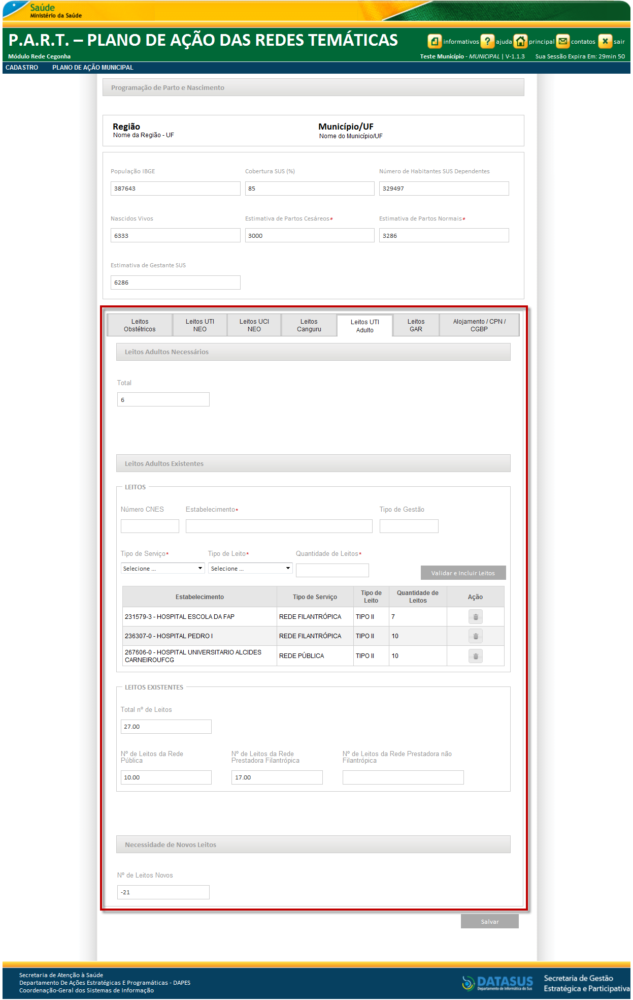 Saúde
Ministério da Saúde
P.A.R.T. – PLANO DE AÇÃO DAS REDES TEMÁTICAS
informativos ? ajuda principal contatos sair
Módulo Rede Cegonha
Teste Município - MUNICIPAL | V-1.1.3 Sua Sessão Expira Em: 29min 50
CADASTRO PLANO DE AÇÃO MUNICIPAL
Programação de Parto e Nascimento
Região Município/UF
Nome da Região - UF Nome do Município/UF
População IBGE Cobertura SUS (%) Número de Habitantes SUS Dependentes
387643 85 329497
Nascidos Vivos Estimativa de Partos Cesáreos* Estimativa de Partos Normais*
6333 3000 3286
Estimativa de Gestante SUS
6286
Leitos Obstétricos
Leitos UTI NEO
Leitos UCI NEO
Leitos Canguru
Leitos UTI Adulto
Leitos GAR
Alojamento / CPN / CGBP
Leitos Adultos Necessários
Total
6
Leitos Adultos Existentes
LEITOS
Número CNES Estabelecimento* Tipo de Gestão
Tipo de Serviço* Tipo de Leito* Quantidade de Leitos*
Selecione ... Selecione ...
Validar e Incluir Leitos
Estabelecimento Tipo de Serviço Tipo de Leito Quantidade de Leitos Ação
231579-3 - HOSPITAL ESCOLA DA FAP REDE FILANTRÓPICA TIPO II 7
236307-0 - HOSPITAL PEDRO I REDE FILANTRÓPICA TIPO II 10
267606-0 - HOSPITAL UNIVERSITARIO ALCIDES
CARNEIROUFCG REDE PÚBLICA TIPO II 10
LEITOS EXISTENTES
Total nº de Leitos
27.00
Nº de Leitos da Rede Pública
Nº de Leitos da Rede Prestadora Filantrópica
Nº de Leitos da Rede Prestadora não Filantrópica
10.00 17.00
Necessidade de Novos Leitos
Nº de Leitos Novos
-21
Salvar
Secretaria de Atenção à Saúde
Departamento De Ações Estratégicas E Programáticas - DAPES
Coordenação-Geral dos Sistemas de Informação
DATASUS
Departamento de Informática do Sus
Secretaria de Gestão
Estratégica e Participativa